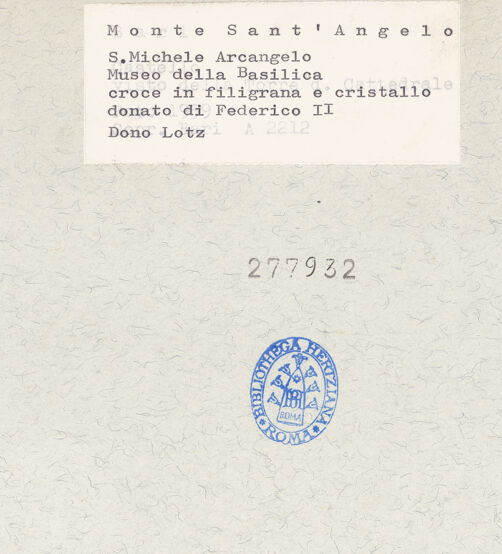 Monte Sant'Angelo
S.Michele Arcangelo
Museo della Basilica
croce in filigrana e cristallo
donato di Federico II
Dono Lotz
277932
BIBLIOTHECA HERTZIANA
ROMA
ROMA